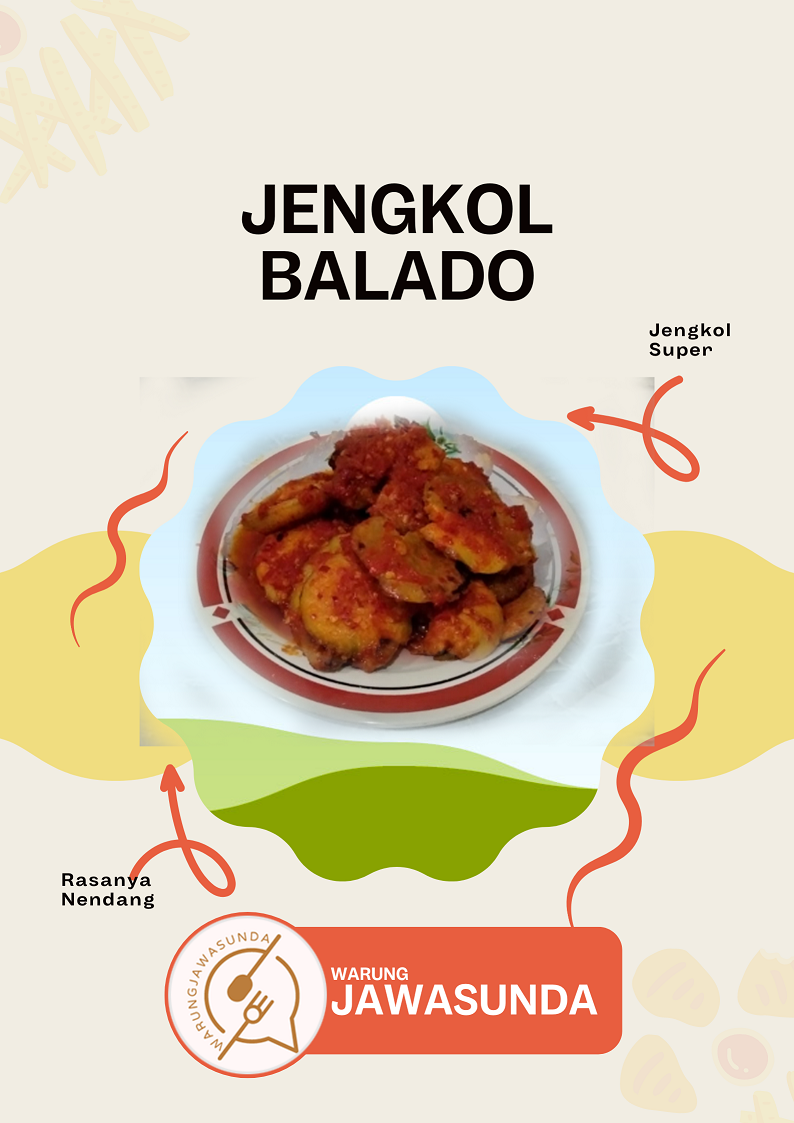 JENGKOL
BALADO
Jengkol
Super
Rasanya
Nendang
WARUNGJAWASUNDA
WARUNG
JAWASUNDA